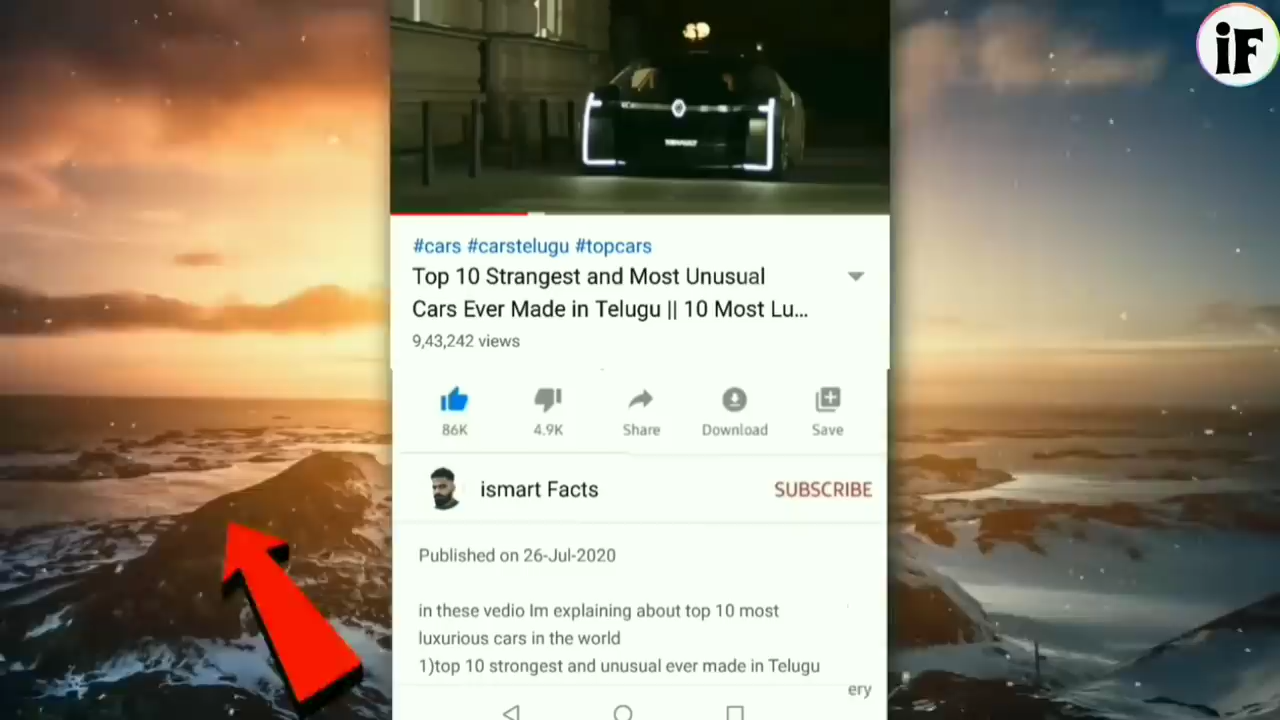 iF
RENAULT
#cars #carstelugu #topcars
Top 10 Strangest and Most Unusual
Cars Ever Made in Telugu || 10 Most Lu...
9,43,242 views
86K
4.9K
Share
Download
Save
ismart Facts
SUBSCRIBE
Published on 26-Jul-2020
in these vedio Im explaining about top 10 most
luxurious cars in the world
1)top 10 strongest and unusual ever made in Telugu
ery